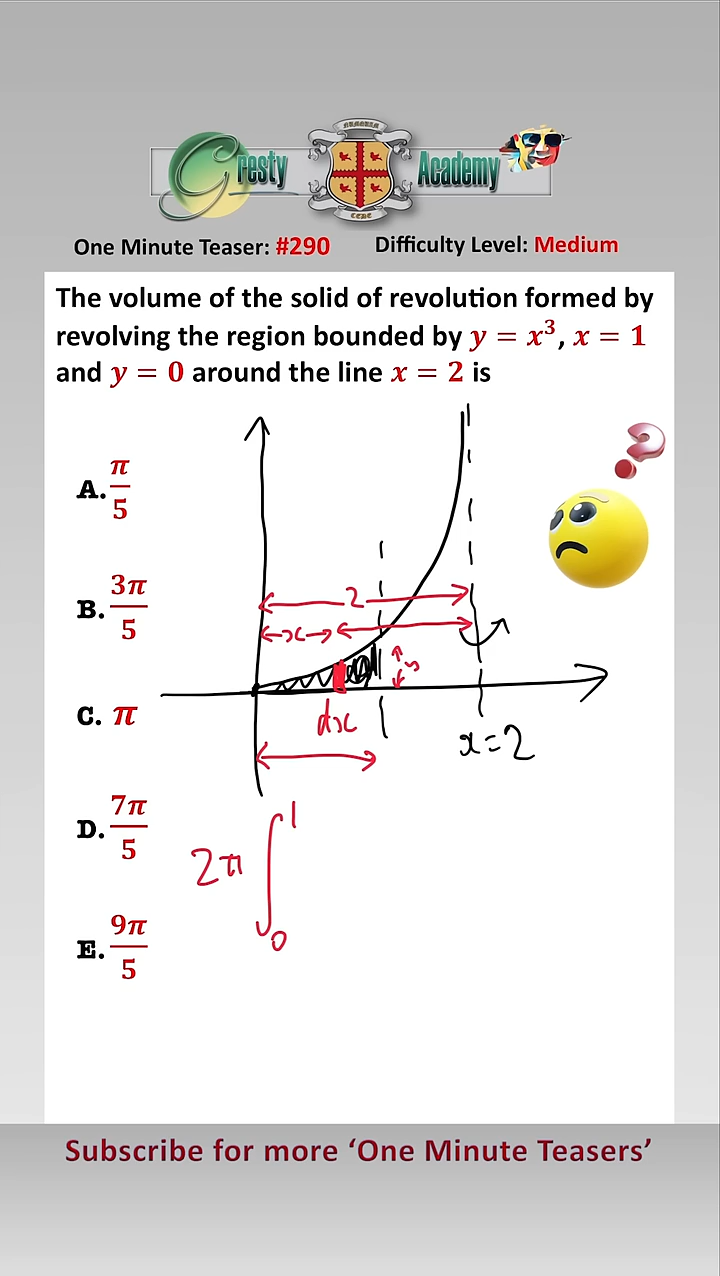 Gresty Academy
One Minute Teaser: #290 Difficulty Level: Medium
The volume of the solid of revolution formed by
revolving the region bounded by y = x³, x = 1
and y = 0 around the line x = 2 is
A. π/5
B. 3π/5
C. π
D. 7π/5
E. 9π/5
2
x
y
dx
x=2
2π ∫₀¹
?
Subscribe for more ‘One Minute Teasers’